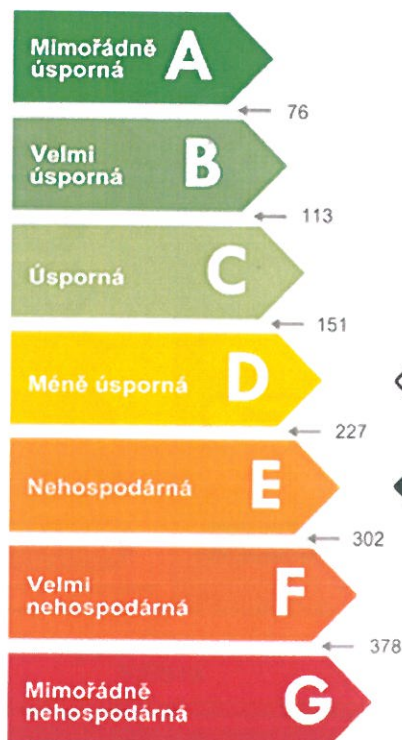 Mimořádně
úsporná A
76
Velmi
úsporná B
113
Úsporná C
151
Méně úsporná D
227
Nehospodárná E
302
Velmi
nehospodárná F
378
Mimořádně
nehospodárná G